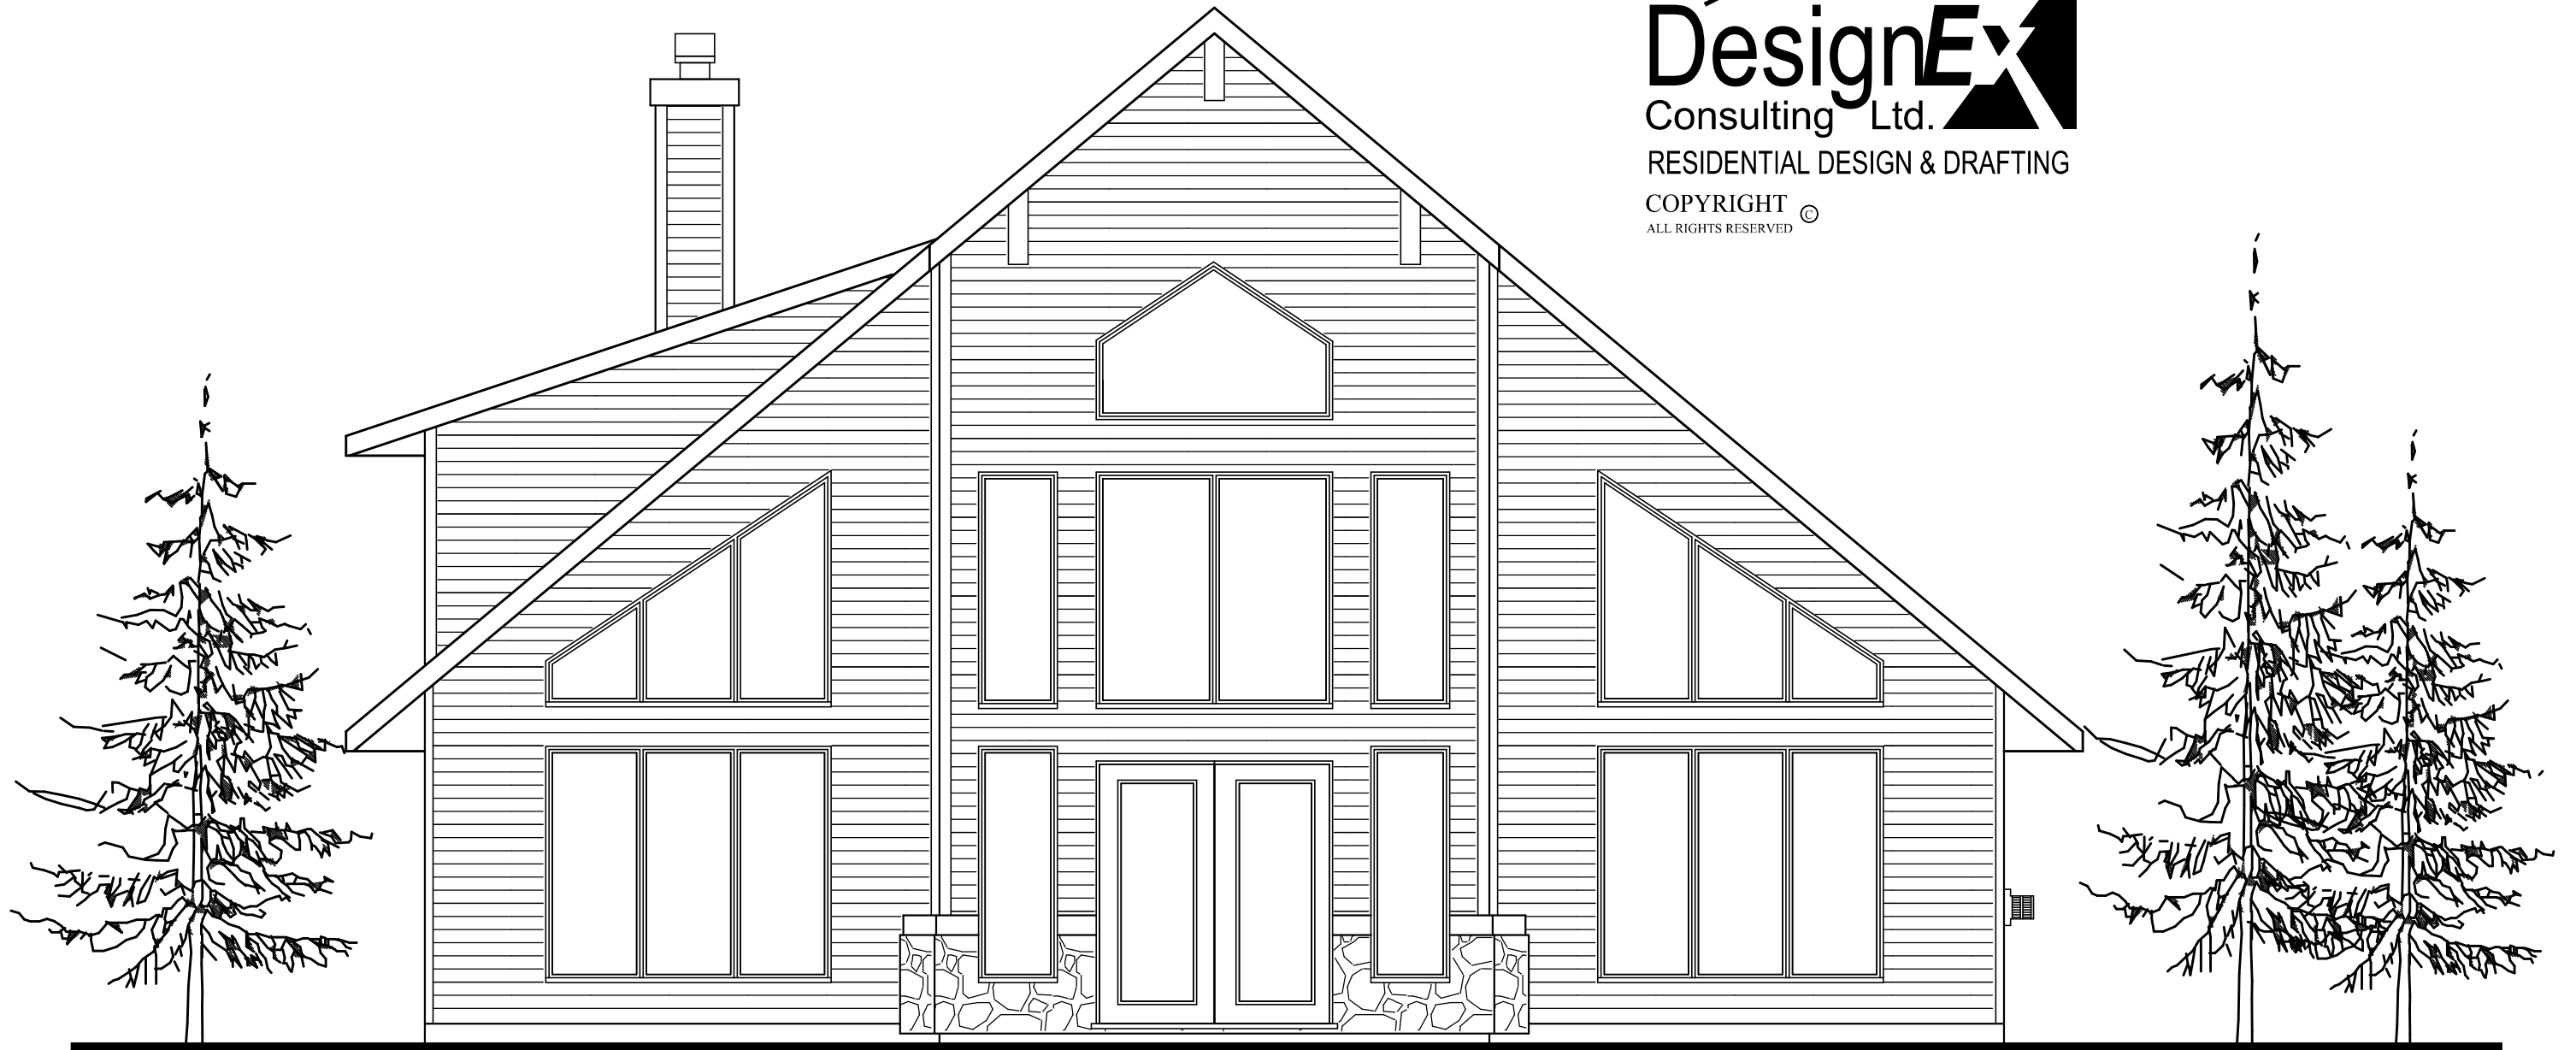 DesignEx
Consulting Ltd.
RESIDENTIAL DESIGN & DRAFTING
COPYRIGHT ©
ALL RIGHTS RESERVED